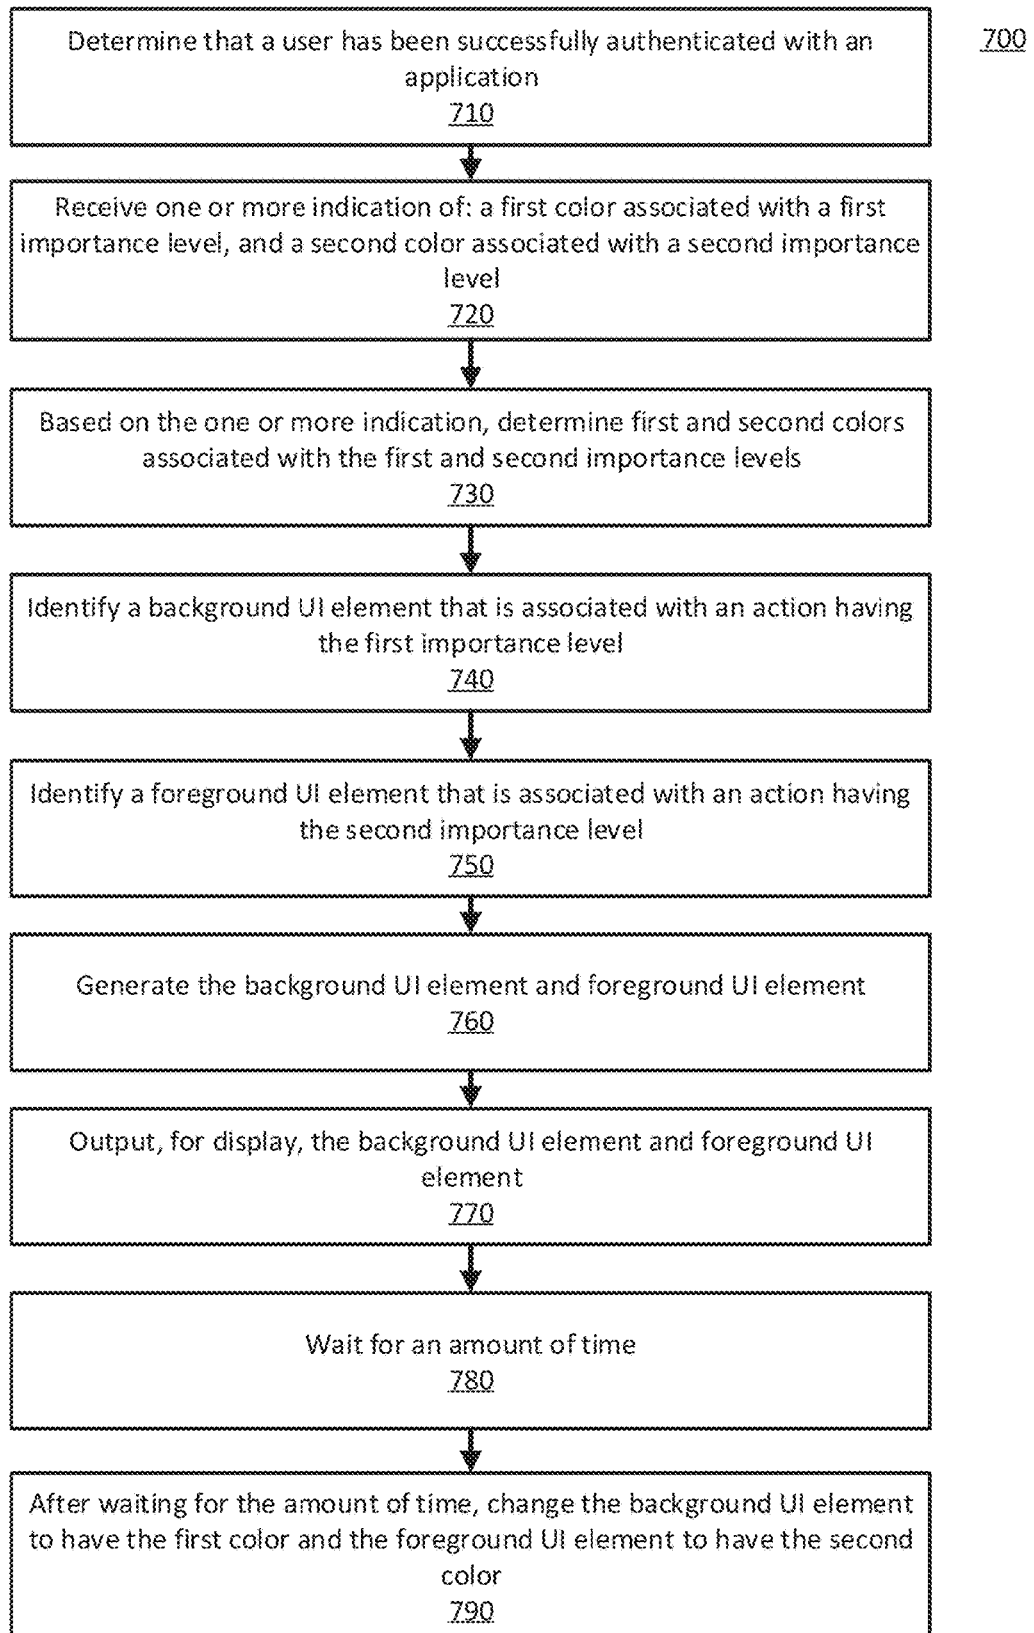 Determine that a user has been successfully authenticated with an
application
710
700
Receive one or more indication of: a first color associated with a first
importance level, and a second color associated with a second importance
level
720
Based on the one or more indication, determine first and second colors
associated with the first and second importance levels
730
Identify a background UI element that is associated with an action having
the first importance level
740
Identify a foreground UI element that is associated with an action having
the second importance level
750
Generate the background UI element and foreground UI element
760
Output, for display, the background UI element and foreground UI
element
770
Wait for an amount of time
780
After waiting for the amount of time, change the background UI element
to have the first color and the foreground UI element to have the second
color
790